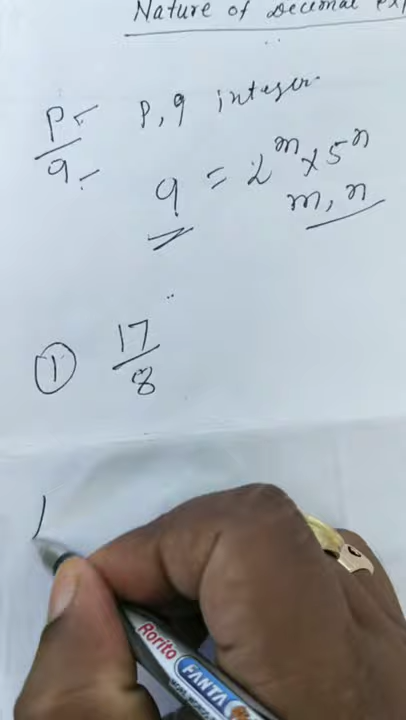 Nature of Decimal
p/q p, q integer
q = 2^m × 5^n
m, n
① 17/8
Rorito
FANTA